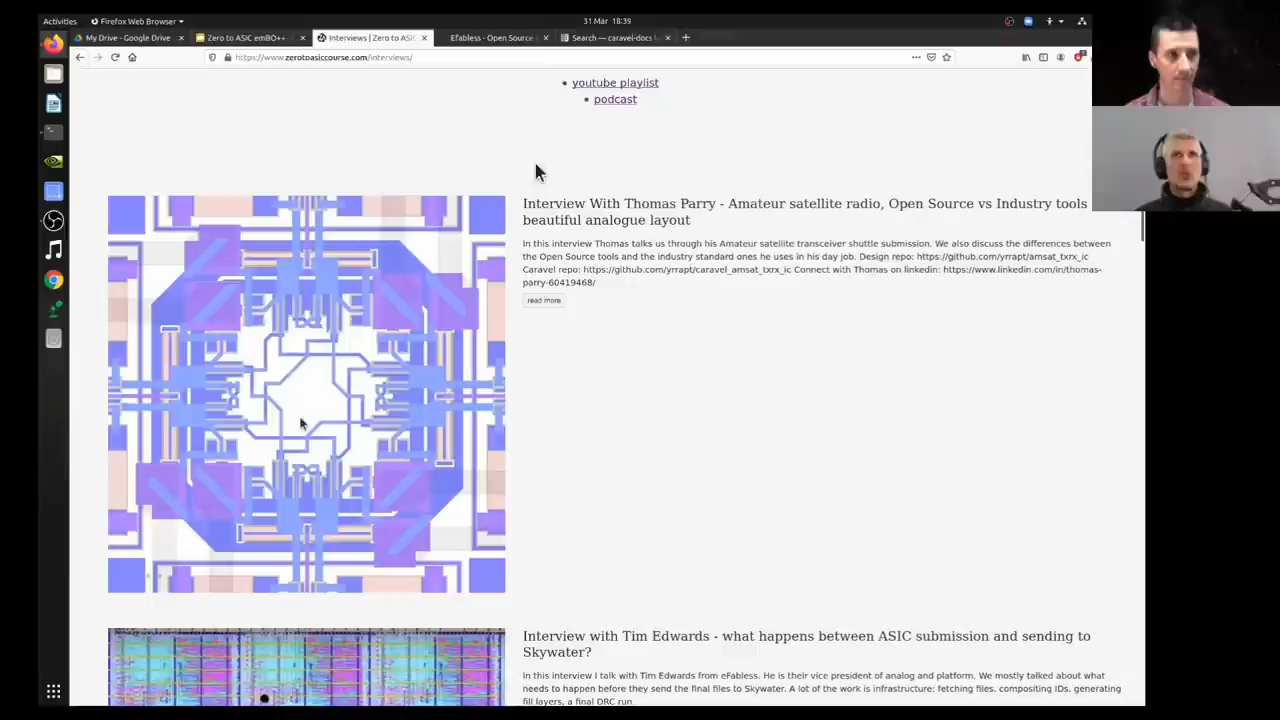 Activities
Firefox Web Browser
31 Mar 18:39
My Drive - Google Drive
Zero to ASIC emBO++
Interviews | Zero to ASIC
Efabless - Open Source
Search — caravel-docs
https://www.zerotoasiccourse.com/interviews/
youtube playlist
podcast
Interview With Thomas Parry - Amateur satellite radio, Open Source vs Industry tools
beautiful analogue layout
In this interview Thomas talks us through his Amateur satellite transceiver shuttle submission. We also discuss the differences between
the Open Source tools and the industry standard ones he uses in his day job. Design repo: https://github.com/yrrapt/amsat_txrx_ic
Caravel repo: https://github.com/yrrapt/caravel_amsat_txrx_ic Connect with Thomas on linkedin: https://www.linkedin.com/in/thomas-
parry-60419468/
read more
Interview with Tim Edwards - what happens between ASIC submission and sending to
Skywater?
In this interview I talk with Tim Edwards from eFabless. He is their vice president of analog and platform. We mostly talked about what
needs to happen before they send the final files to Skywater. A lot of the work is infrastructure: fetching files, compositing IDs, generating
fill layers, a final DRC run